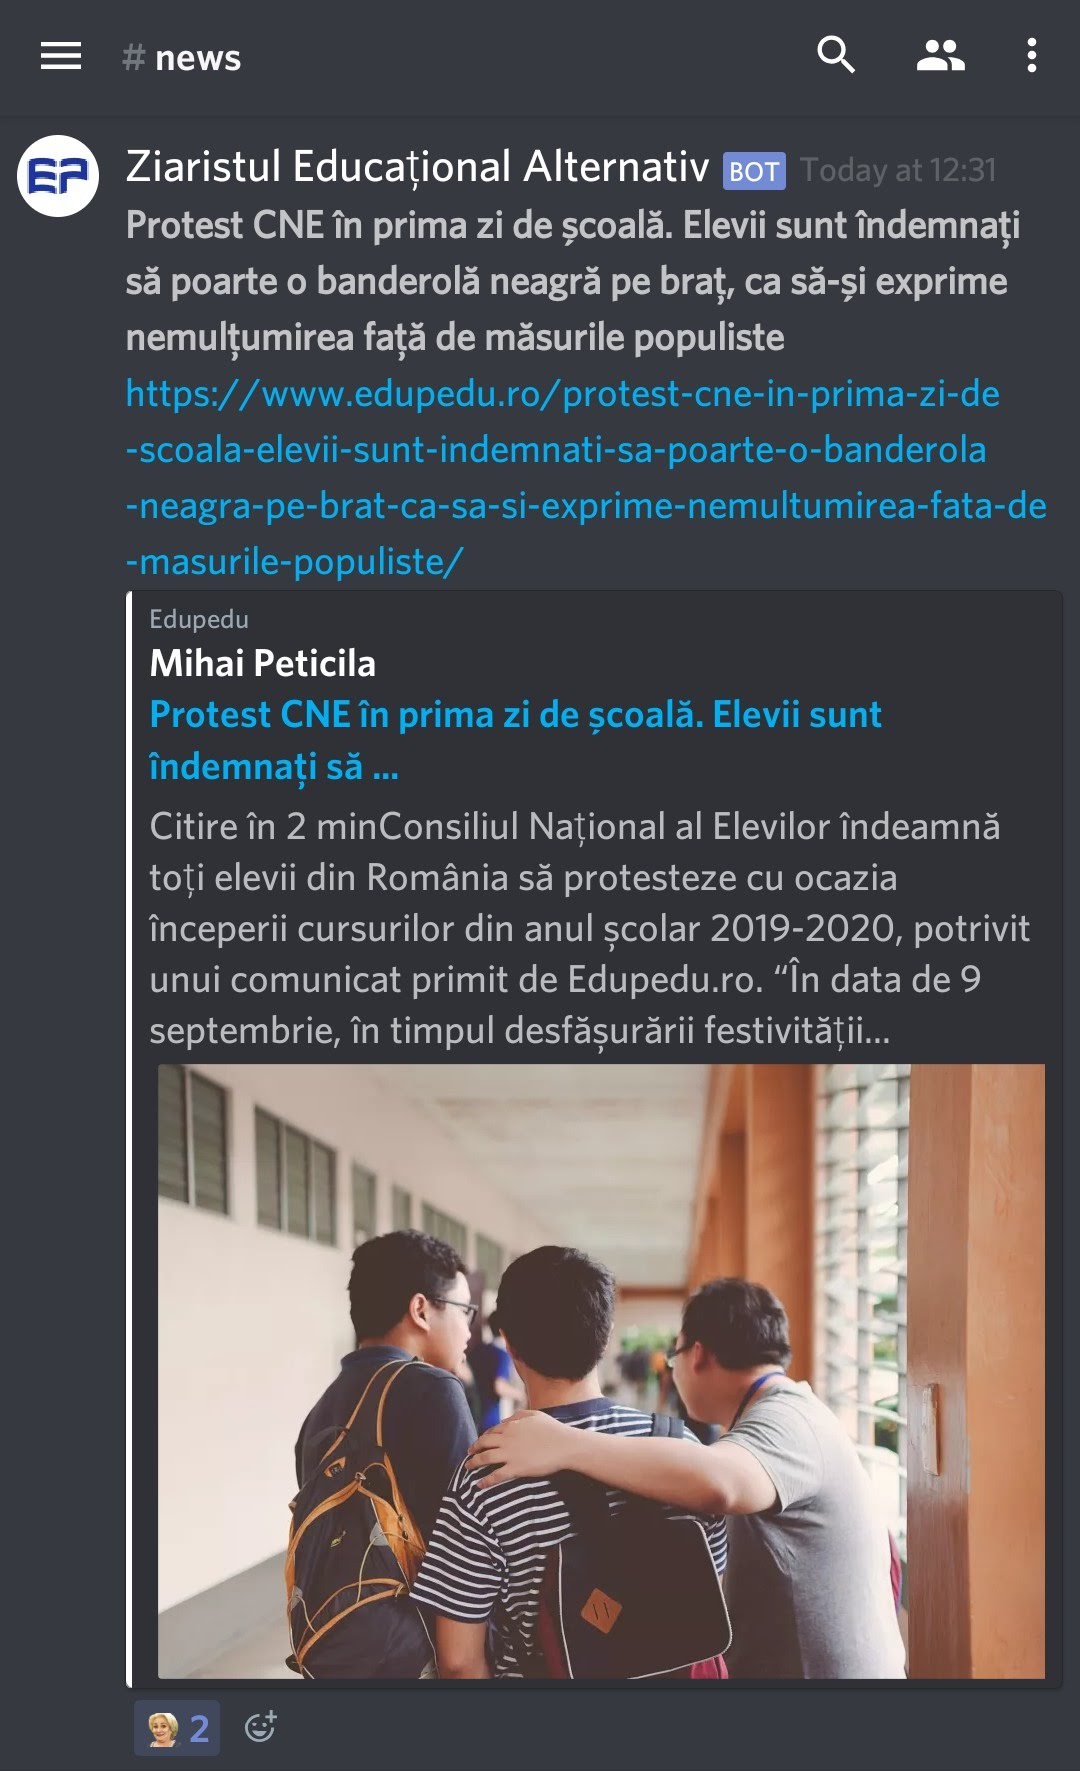 # news
EP
Ziaristul Educațional Alternativ BOT Today at 12:31
Protest CNE în prima zi de școală. Elevii sunt îndemnați
să poarte o banderolă neagră pe braț, ca să-și exprime
nemulțumirea față de măsurile populiste
https://www.edupedu.ro/protest-cne-in-prima-zi-de
-scoala-elevii-sunt-indemnati-sa-poarte-o-banderola
-neagra-pe-brat-ca-sa-si-exprime-nemultumirea-fata-de
-masurile-populiste/
Edupedu
Mihai Peticila
Protest CNE în prima zi de școală. Elevii sunt
îndemnați să ...
Citire în 2 minConsiliul Național al Elevilor îndeamnă
toți elevii din România să protesteze cu ocazia
începerii cursurilor din anul școlar 2019-2020, potrivit
unui comunicat primit de Edupedu.ro. “În data de 9
septembrie, în timpul desfășurării festivității...
2